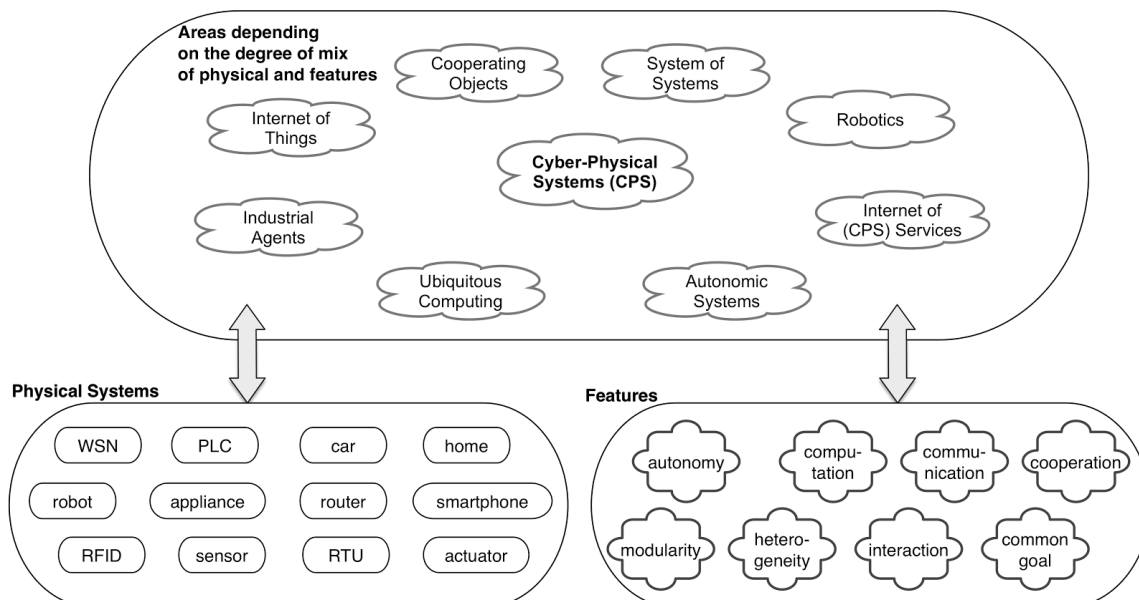 Areas depending
on the degree of mix
of physical and features
Cooperating
Objects
System of
Systems
Internet of
Things
Robotics
Cyber-Physical
Systems (CPS)
Industrial
Agents
Internet of
(CPS) Services
Ubiquitous
Computing
Autonomic
Systems
Physical Systems
WSN
PLC
car
home
robot
appliance
router
smartphone
RFID
sensor
RTU
actuator
Features
autonomy
compu-
tation
commu-
nication
cooperation
modularity
hetero-
geneity
interaction
common
goal